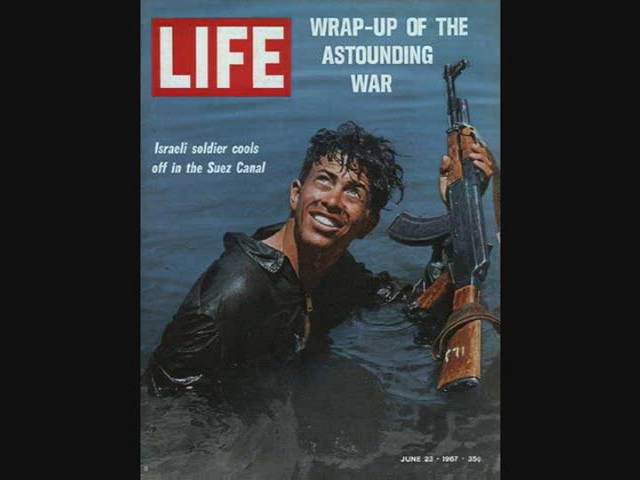 LIFE
WRAP-UP OF THE
ASTOUNDING
WAR
Israeli soldier cools
off in the Suez Canal
871
JUNE 23 • 1967 • 35¢